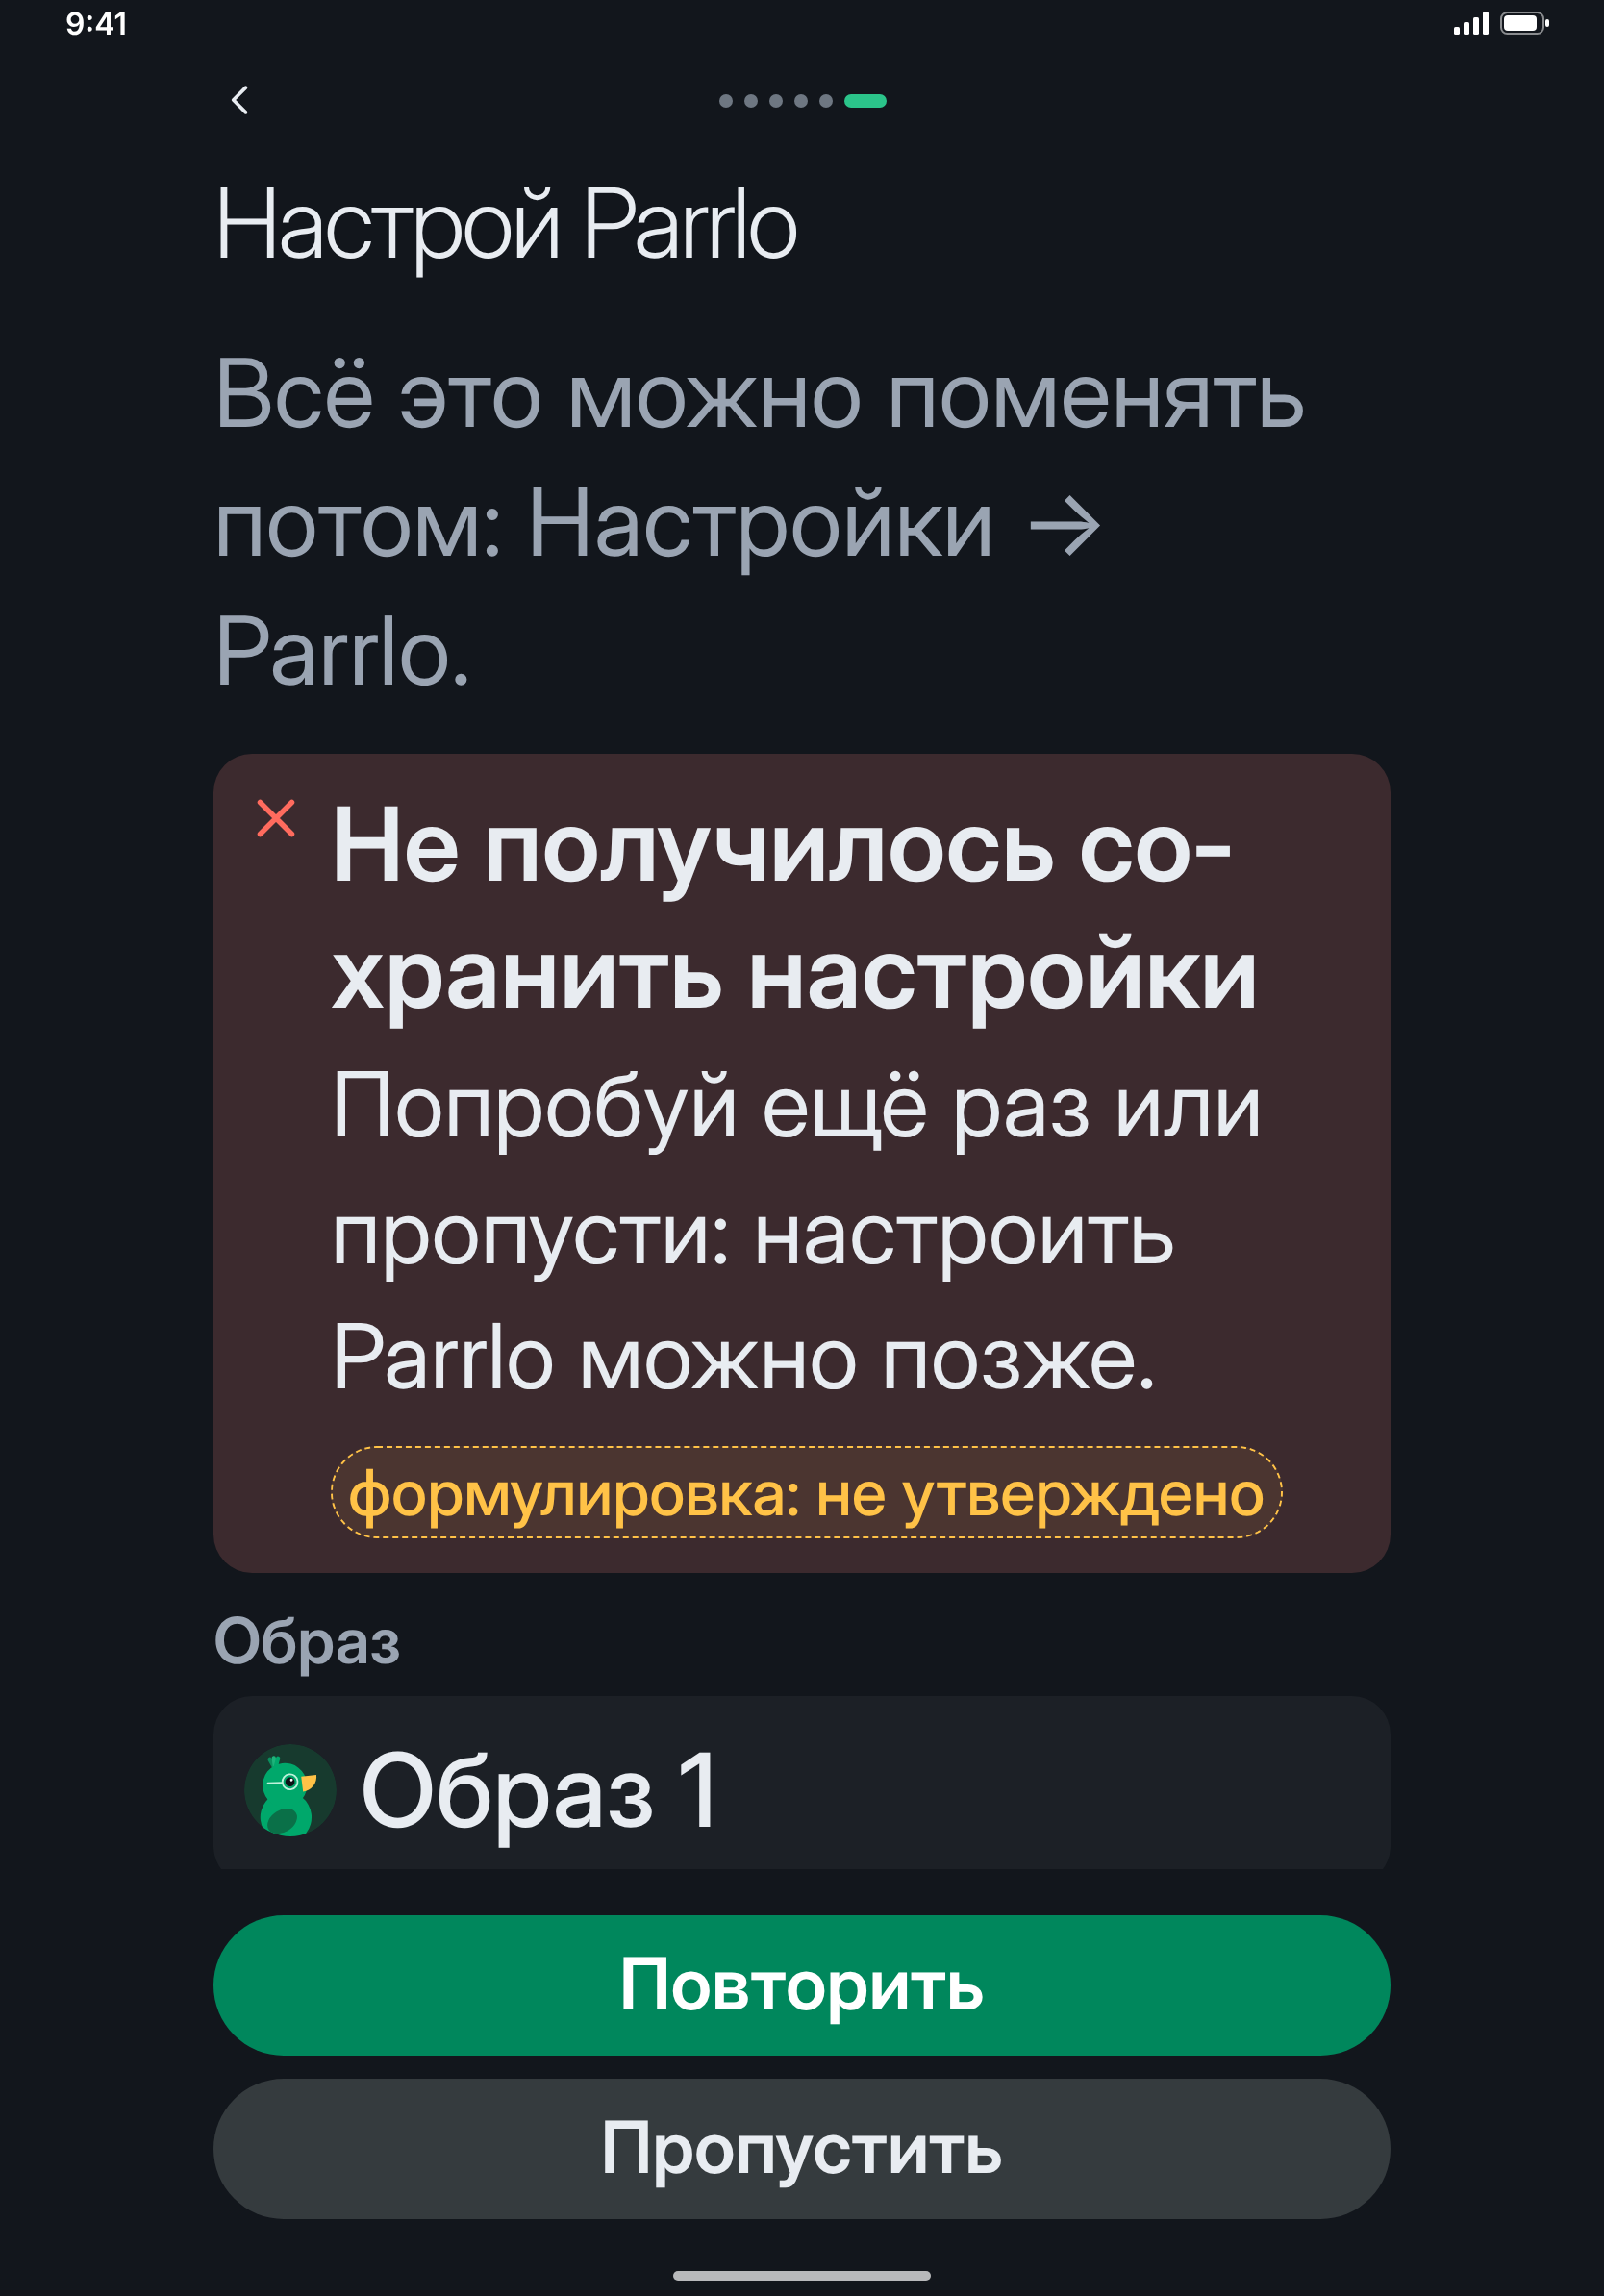 9:41
Настрой Parrlo
Всё это можно поменять
потом: Настройки →
Parrlo.
Не получилось со-
хранить настройки
Попробуй ещё раз или
пропусти: настроить
Parrlo можно позже.
формулировка: не утверждено
Образ
Образ 1
Повторить
Пропустить